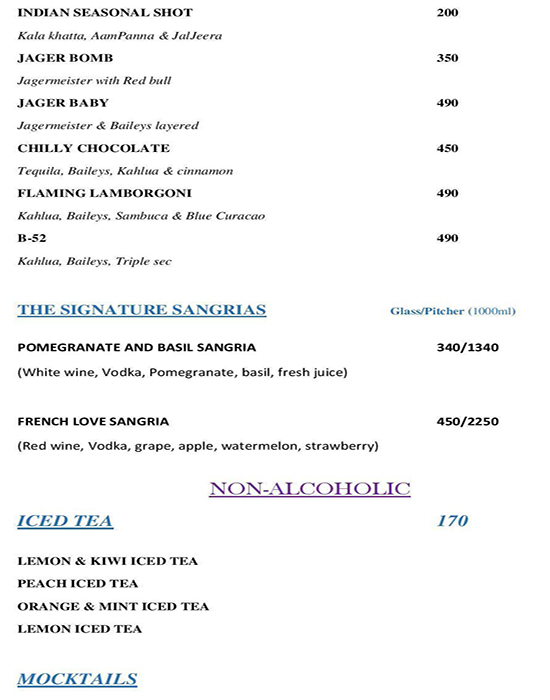 INDIAN SEASONAL SHOT 200
Kala khatta, AamPanna & JalJeera
JAGER BOMB 350
Jagermeister with Red bull
JAGER BABY 490
Jagermeister & Baileys layered
CHILLY CHOCOLATE 450
Tequila, Baileys, Kahlua & cinnamon
FLAMING LAMBORGONI 490
Kahlua, Baileys, Sambuca & Blue Curacao
B-52 490
Kahlua, Baileys, Triple sec
THE SIGNATURE SANGRIAS Glass/Pitcher (1000ml)
POMEGRANATE AND BASIL SANGRIA 340/1340
(White wine, Vodka, Pomegranate, basil, fresh juice)
FRENCH LOVE SANGRIA 450/2250
(Red wine, Vodka, grape, apple, watermelon, strawberry)
NON-ALCOHOLIC
ICED TEA 170
LEMON & KIWI ICED TEA
PEACH ICED TEA
ORANGE & MINT ICED TEA
LEMON ICED TEA
MOCKTAILS